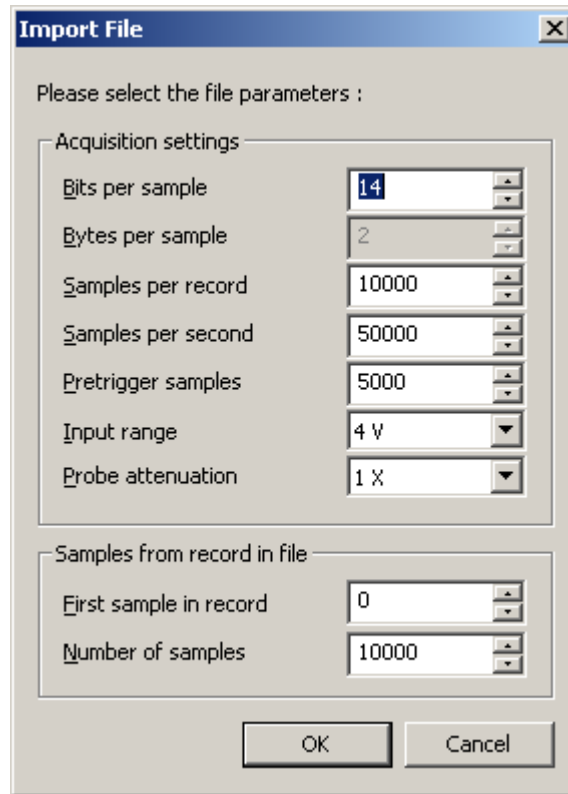 Import File
Please select the file parameters :
Acquisition settings
Bits per sample 14
Bytes per sample 2
Samples per record 10000
Samples per second 50000
Pretrigger samples 5000
Input range 4 V
Probe attenuation 1 X
Samples from record in file
First sample in record 0
Number of samples 10000
OK Cancel